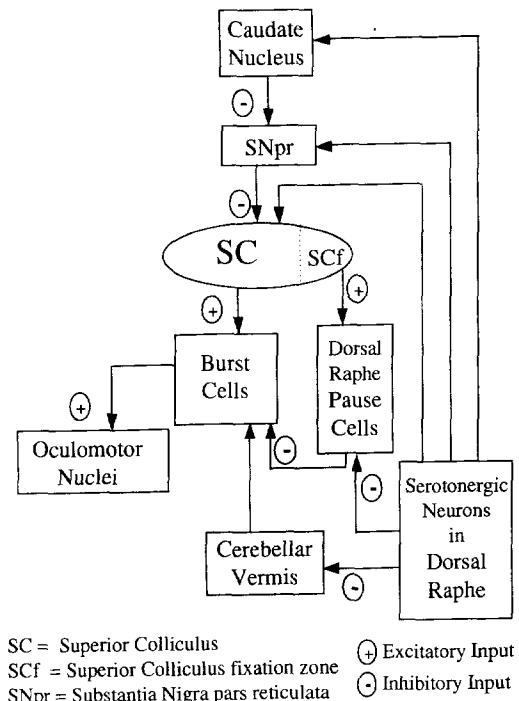 Caudate
Nucleus
-
SNpr
-
SC
SCf
+
+
Burst
Cells
Dorsal
Raphe
Pause
Cells
+
Oculomotor
Nuclei
-
-
Serotonergic
Neurons
in
Dorsal
Raphe
Cerebellar
Vermis
-
SC = Superior Colliculus
SCf = Superior Colliculus fixation zone
SNpr = Substantia Nigra pars reticulata
+ Excitatory Input
- Inhibitory Input